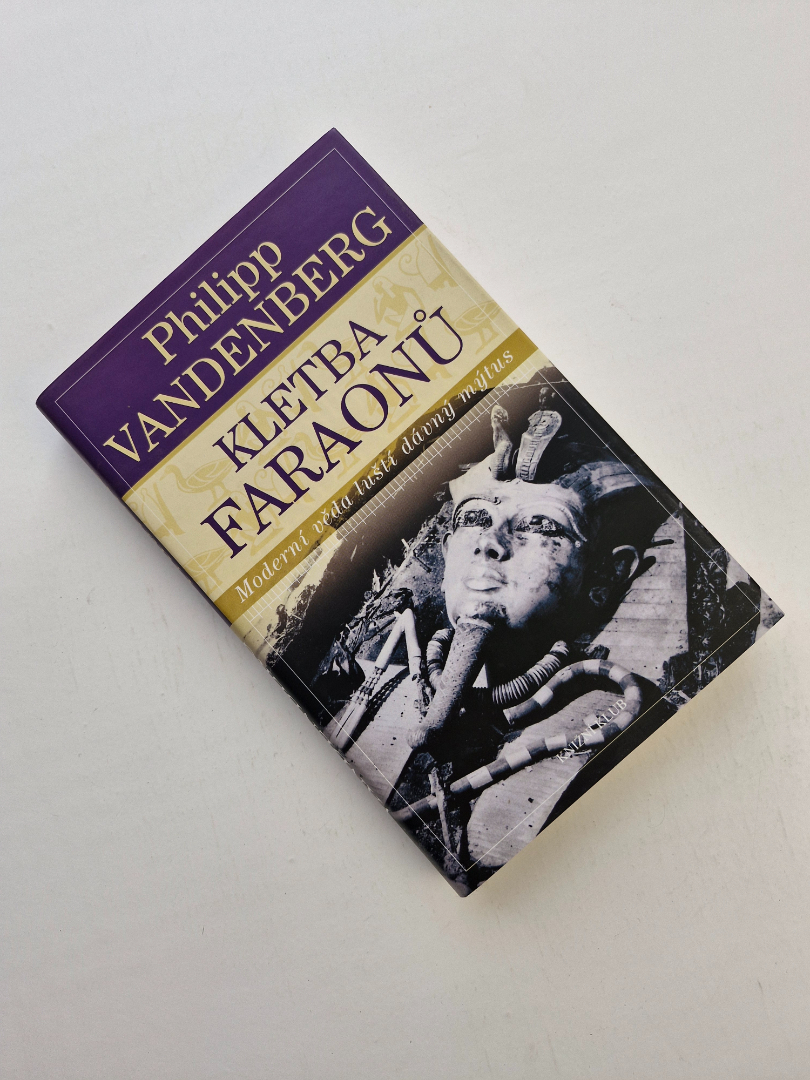 Philipp
VANDENBERG
KLETBA
FARAONŮ
Moderní věda luští dávný mýtus
KNIŽNÍ KLUB